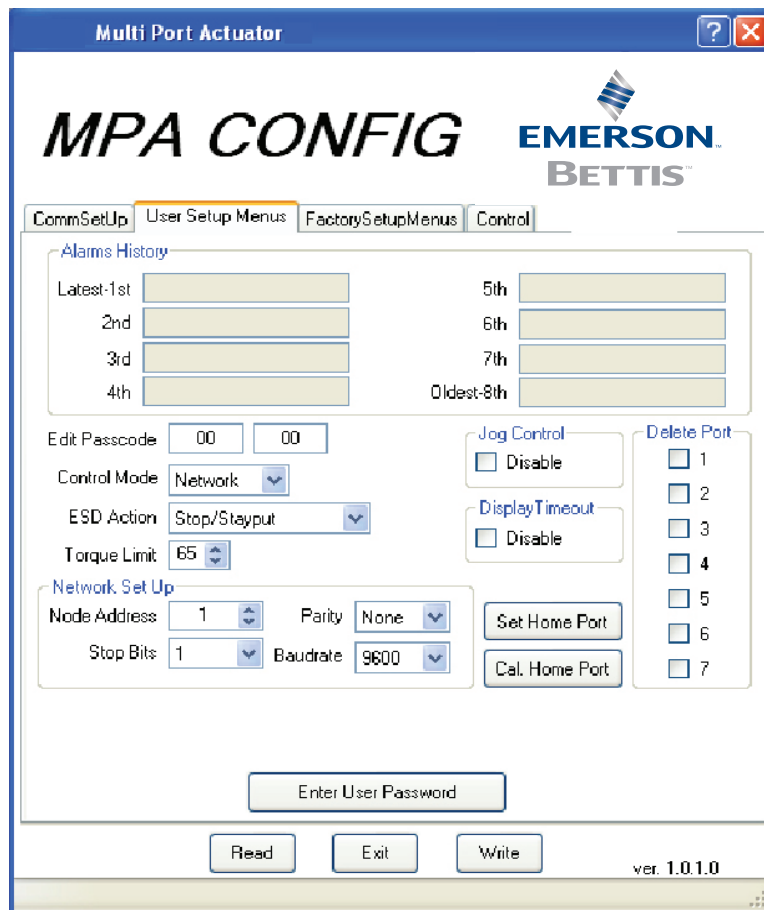 Multi Port Actuator
MPA CONFIG
EMERSON™
BETTIS™
CommSetUp
User Setup Menus
FactorySetupMenus
Control
Alarms History
Latest-1st
5th
2nd
6th
3rd
7th
4th
Oldest-8th
Edit Passcode 00 00
Control Mode Network
ESD Action Stop/Stayput
Torque Limit 65
Jog Control
Disable
DisplayTimeout
Disable
Delete Port
1
2
3
4
5
6
7
Network Set Up
Node Address 1 Parity None
Stop Bits 1 Baudrate 9600
Set Home Port
Cal. Home Port
Enter User Password
Read
Exit
Write
ver. 1.0.1.0